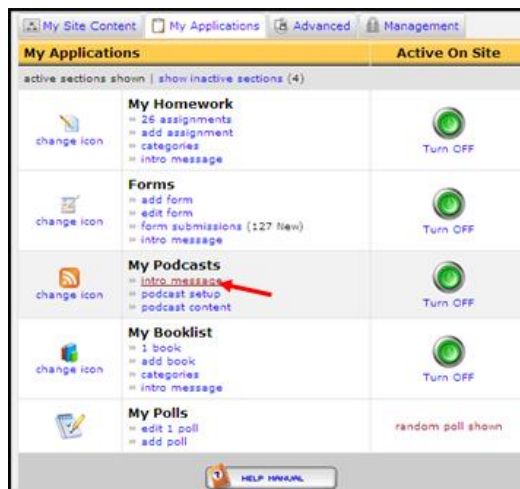 My Site Content My Applications Advanced Management
My Applications Active On Site
active sections shown | show inactive sections (4)
My Homework
» 26 assignments
» add assignment
» categories
» intro message
change icon
Turn OFF
Forms
» add form
» edit form
» form submissions (127 New)
» intro message
change icon
Turn OFF
My Podcasts
» intro message
» podcast setup
» podcast content
change icon
Turn OFF
My Booklist
» 1 book
» add book
» categories
» intro message
change icon
Turn OFF
My Polls
» edit 1 poll
» add poll
random poll shown
HELP MANUAL